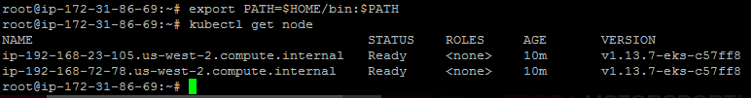 root@ip-172-31-86-69:~# export PATH=$HOME/bin:$PATH
root@ip-172-31-86-69:~# kubectl get node
NAME STATUS ROLES AGE VERSION
ip-192-168-23-105.us-west-2.compute.internal Ready <none> 10m v1.13.7-eks-c57ff8
ip-192-168-72-78.us-west-2.compute.internal Ready <none> 10m v1.13.7-eks-c57ff8
root@ip-172-31-86-69:~#